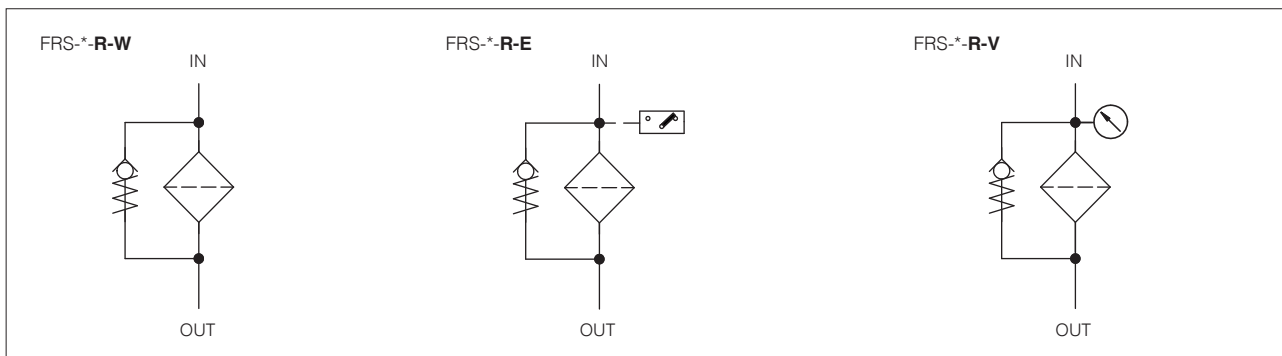 FRS-*-R-W
FRS-*-R-E
FRS-*-R-V
IN
IN
IN
OUT
OUT
OUT